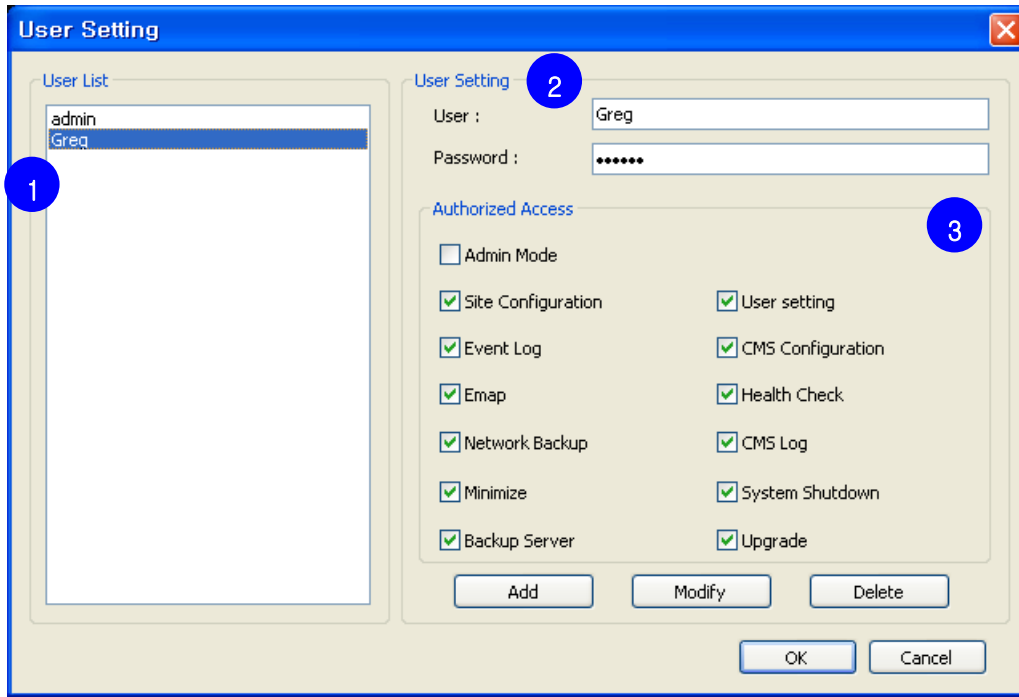 User Setting
User List
admin
Greg
1
User Setting
2
User :
Greg
Password :
••••••
Authorized Access
3
Admin Mode
Site Configuration
User setting
Event Log
CMS Configuration
Emap
Health Check
Network Backup
CMS Log
Minimize
System Shutdown
Backup Server
Upgrade
Add
Modify
Delete
OK
Cancel